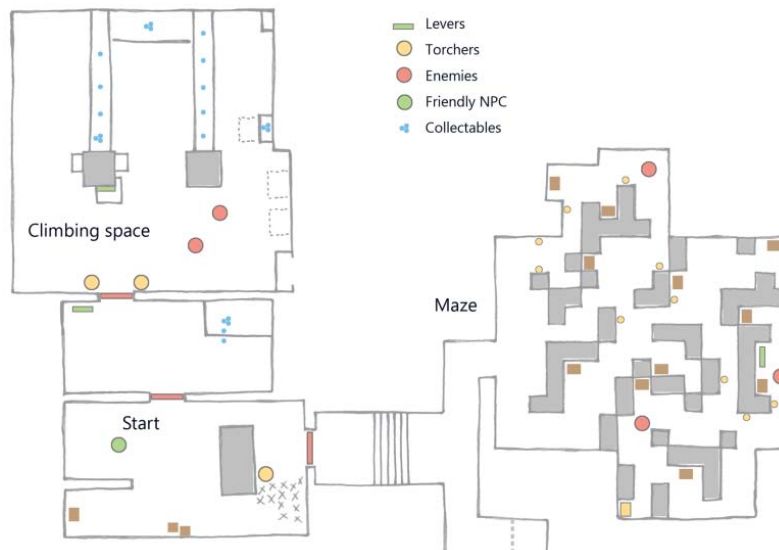 Levers
Torchers
Enemies
Friendly NPC
Collectables
Climbing space
Maze
Start